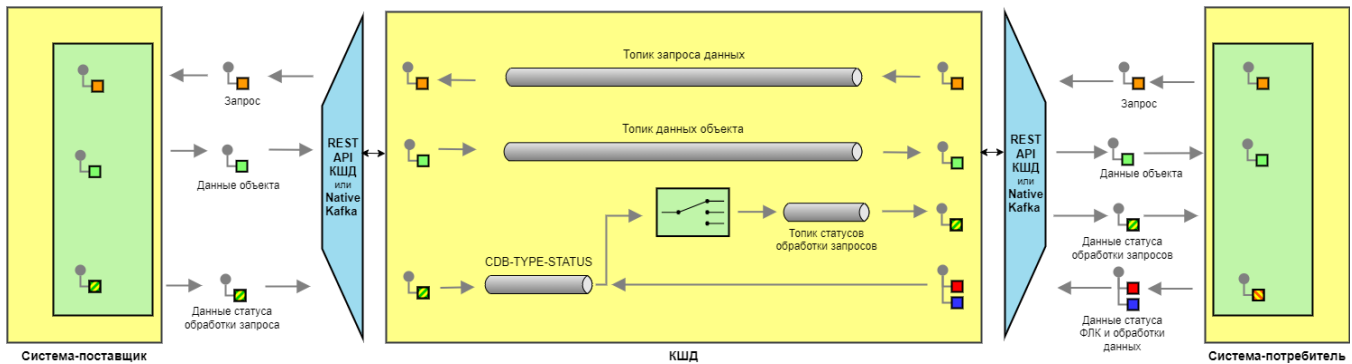 Запрос
Данные объекта
Данные статуса
обработки запроса
Система-поставщик
REST
API
КШД
или
Native
Kafka
Топик запроса данных
Топик данных объекта
Топик статусов
обработки запросов
CDB-TYPE-STATUS
КШД
REST
API
КШД
или
Native
Kafka
Запрос
Данные объекта
Данные статуса
обработки запросов
Данные статуса
ФЛК и обработки
данных
Система-потребитель